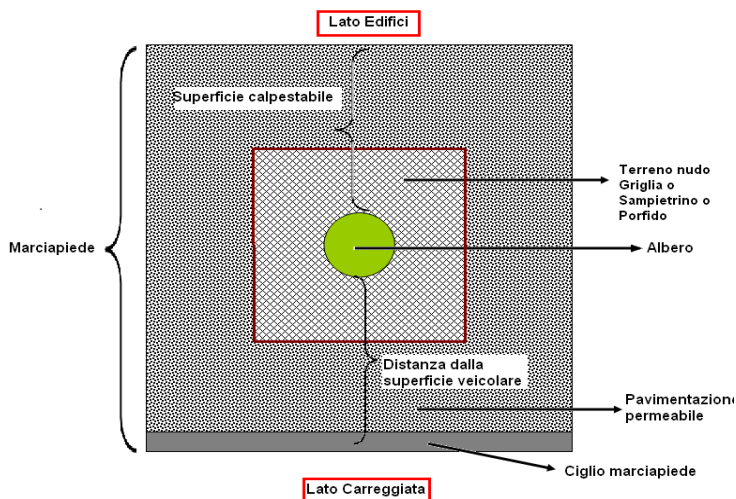 Lato Edifici
Superficie calpestabile
Terreno nudo
Griglia o
Sampietrino o
Porfido
Marciapiede
Albero
Distanza dalla
superficie veicolare
Pavimentazione
permeabile
Ciglio marciapiede
Lato Carreggiata